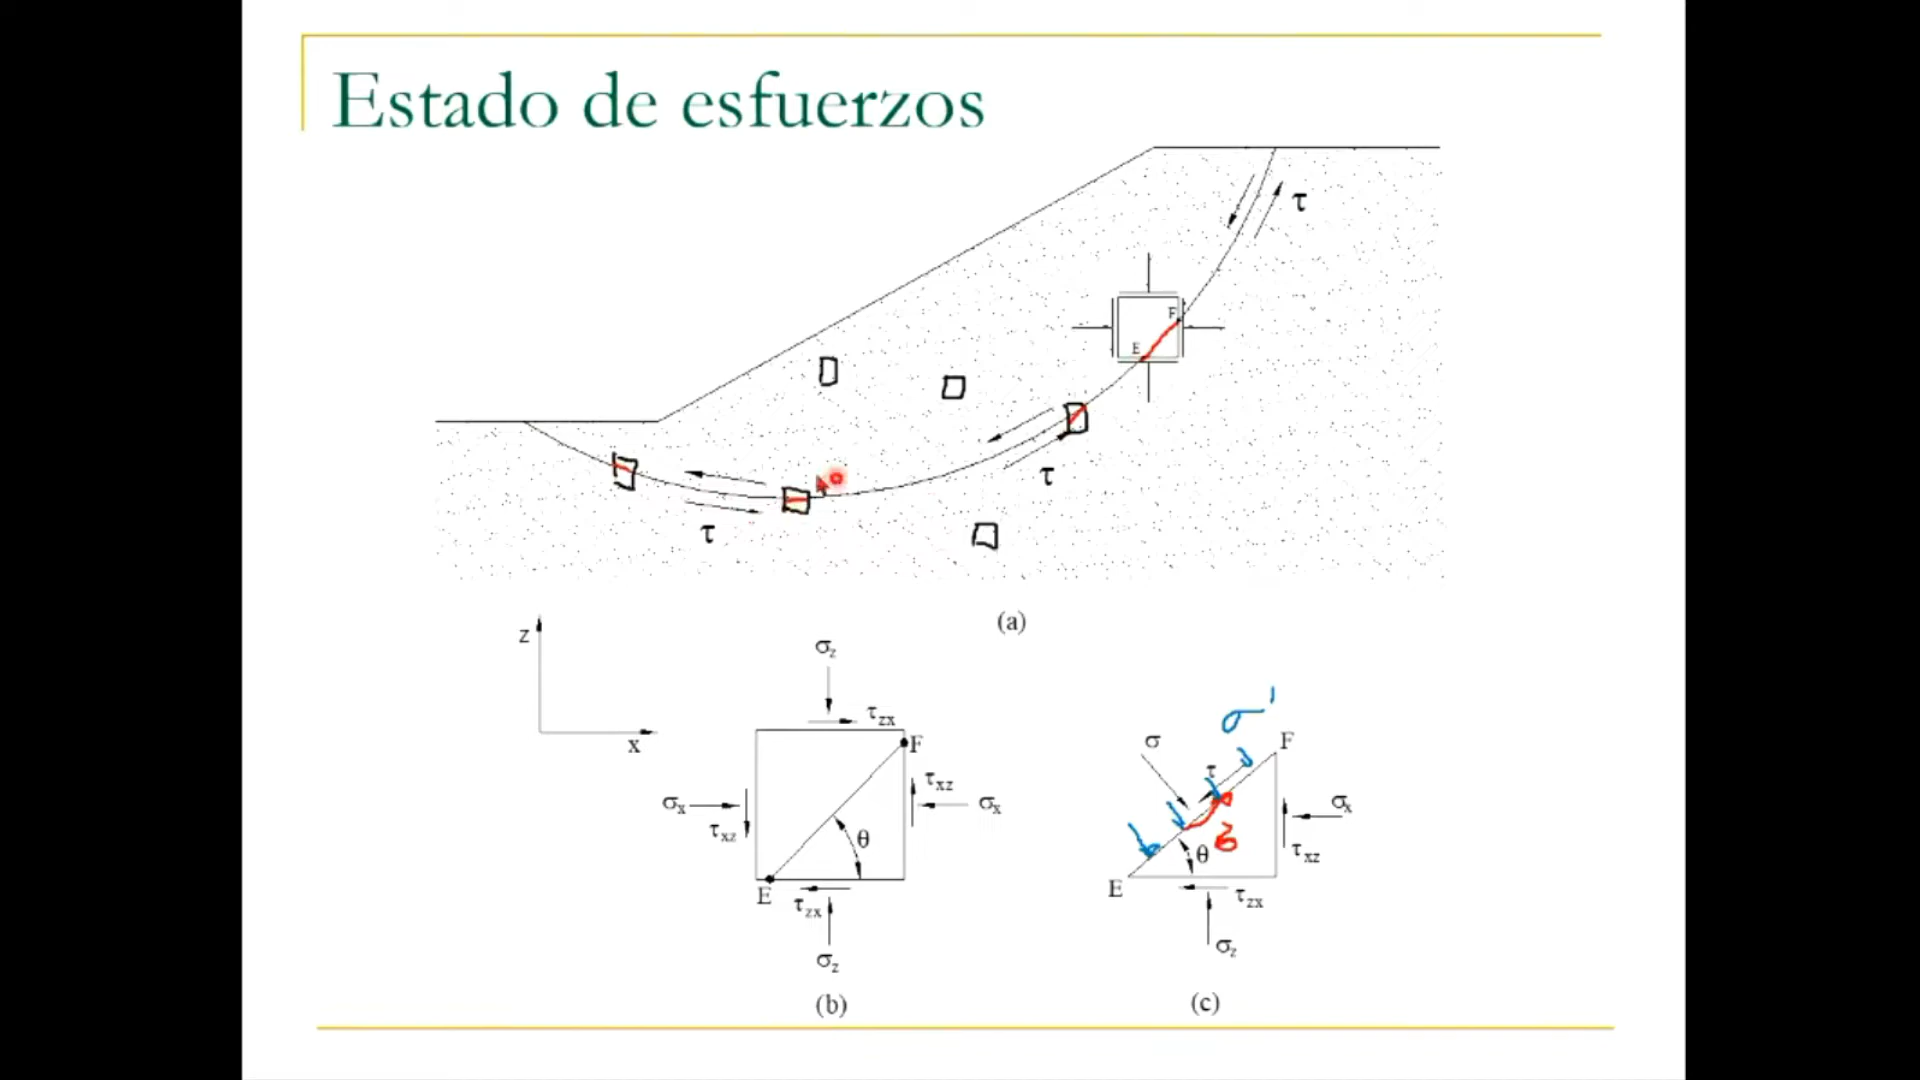 Estado de esfuerzos
τ
F
E
τ
τ
(a)
z
x
σz
τzx
F
τxz
σx
σx
τxz
θ
E
τzx
σz
(b)
σ'
σ
F
τ
σx
θ
τxz
E
τzx
σz
(c)